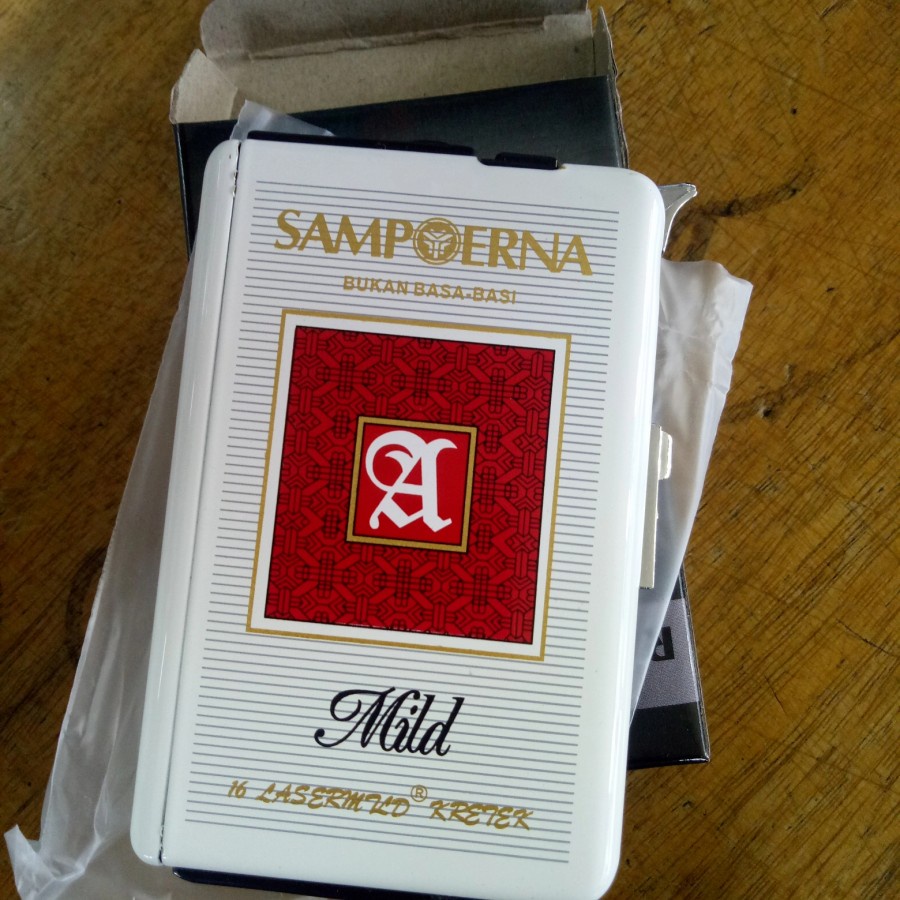 SAMPOERNA
BUKAN BASA-BASI
A
Mild
16 LASERMILD® KRETEK